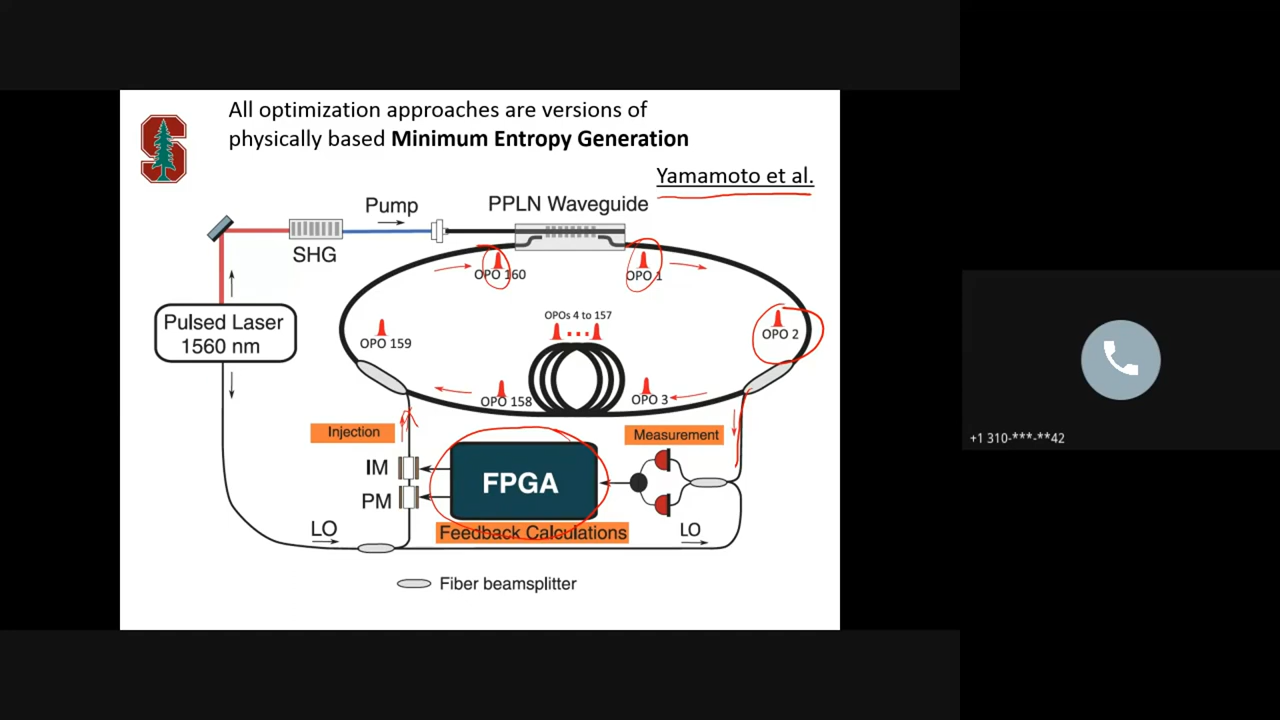 All optimization approaches are versions of
physically based Minimum Entropy Generation
Yamamoto et al.
Pump
PPLN Waveguide
SHG
OPO 160
OPO 1
Pulsed Laser
1560 nm
OPOs 4 to 157
OPO 2
OPO 159
OPO 158
OPO 3
Injection
Measurement
IM
FPGA
PM
Feedback Calculations
LO
LO
Fiber beamsplitter
+1 310-***-**42